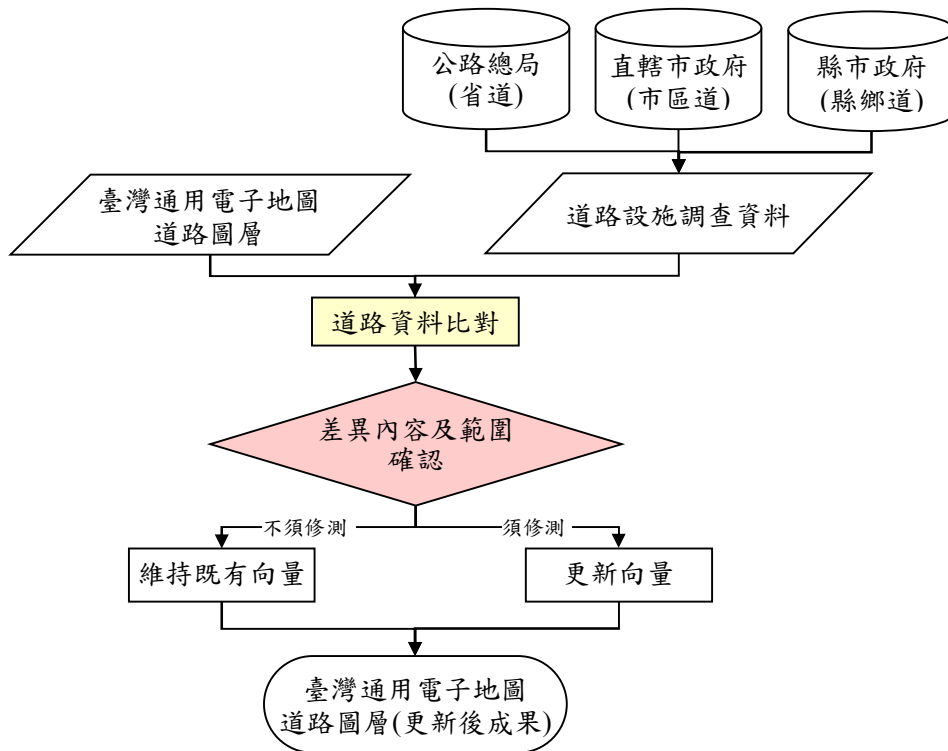 公路總局
(省道)
直轄市政府
(市區道)
縣市政府
(縣鄉道)
臺灣通用電子地圖
道路圖層
道路設施調查資料
道路資料比對
差異內容及範圍
確認
不須修測
須修測
維持既有向量
更新向量
臺灣通用電子地圖
道路圖層(更新後成果)